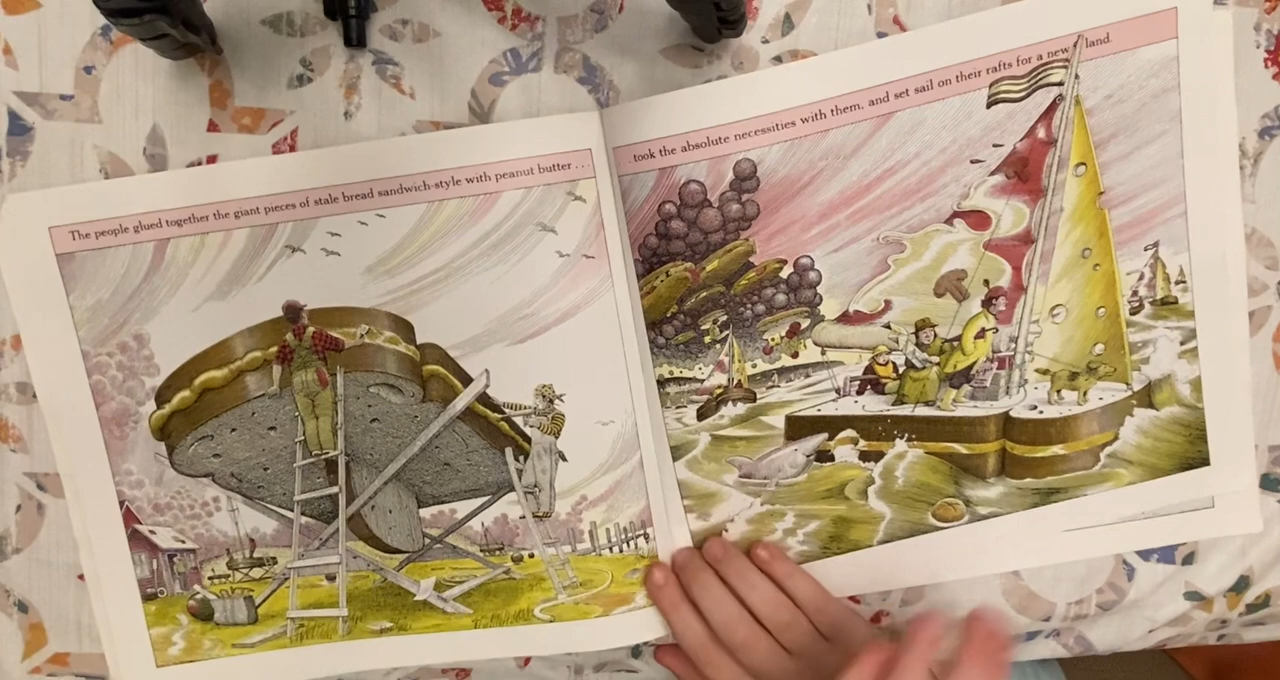 The people glued together the giant pieces of stale bread sandwich-style with peanut butter . . .
. took the absolute necessities with them, and set sail on their rafts for a new land.